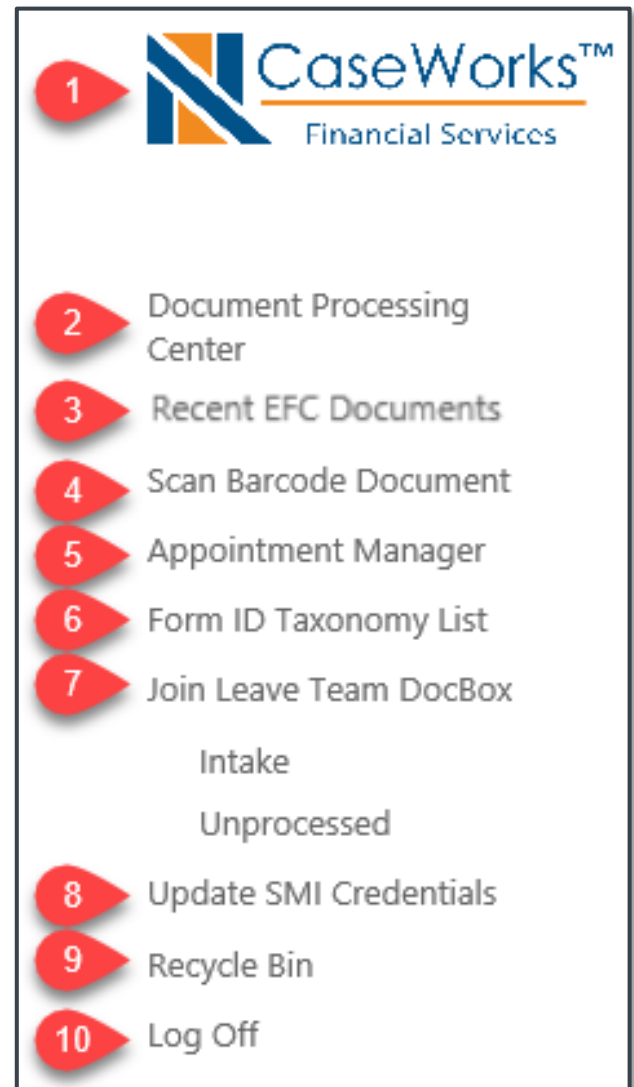 1
CaseWorks™
Financial Services
2
Document Processing
Center
3
Recent EFC Documents
4
Scan Barcode Document
5
Appointment Manager
6
Form ID Taxonomy List
7
Join Leave Team DocBox
Intake
Unprocessed
8
Update SMI Credentials
9
Recycle Bin
10
Log Off